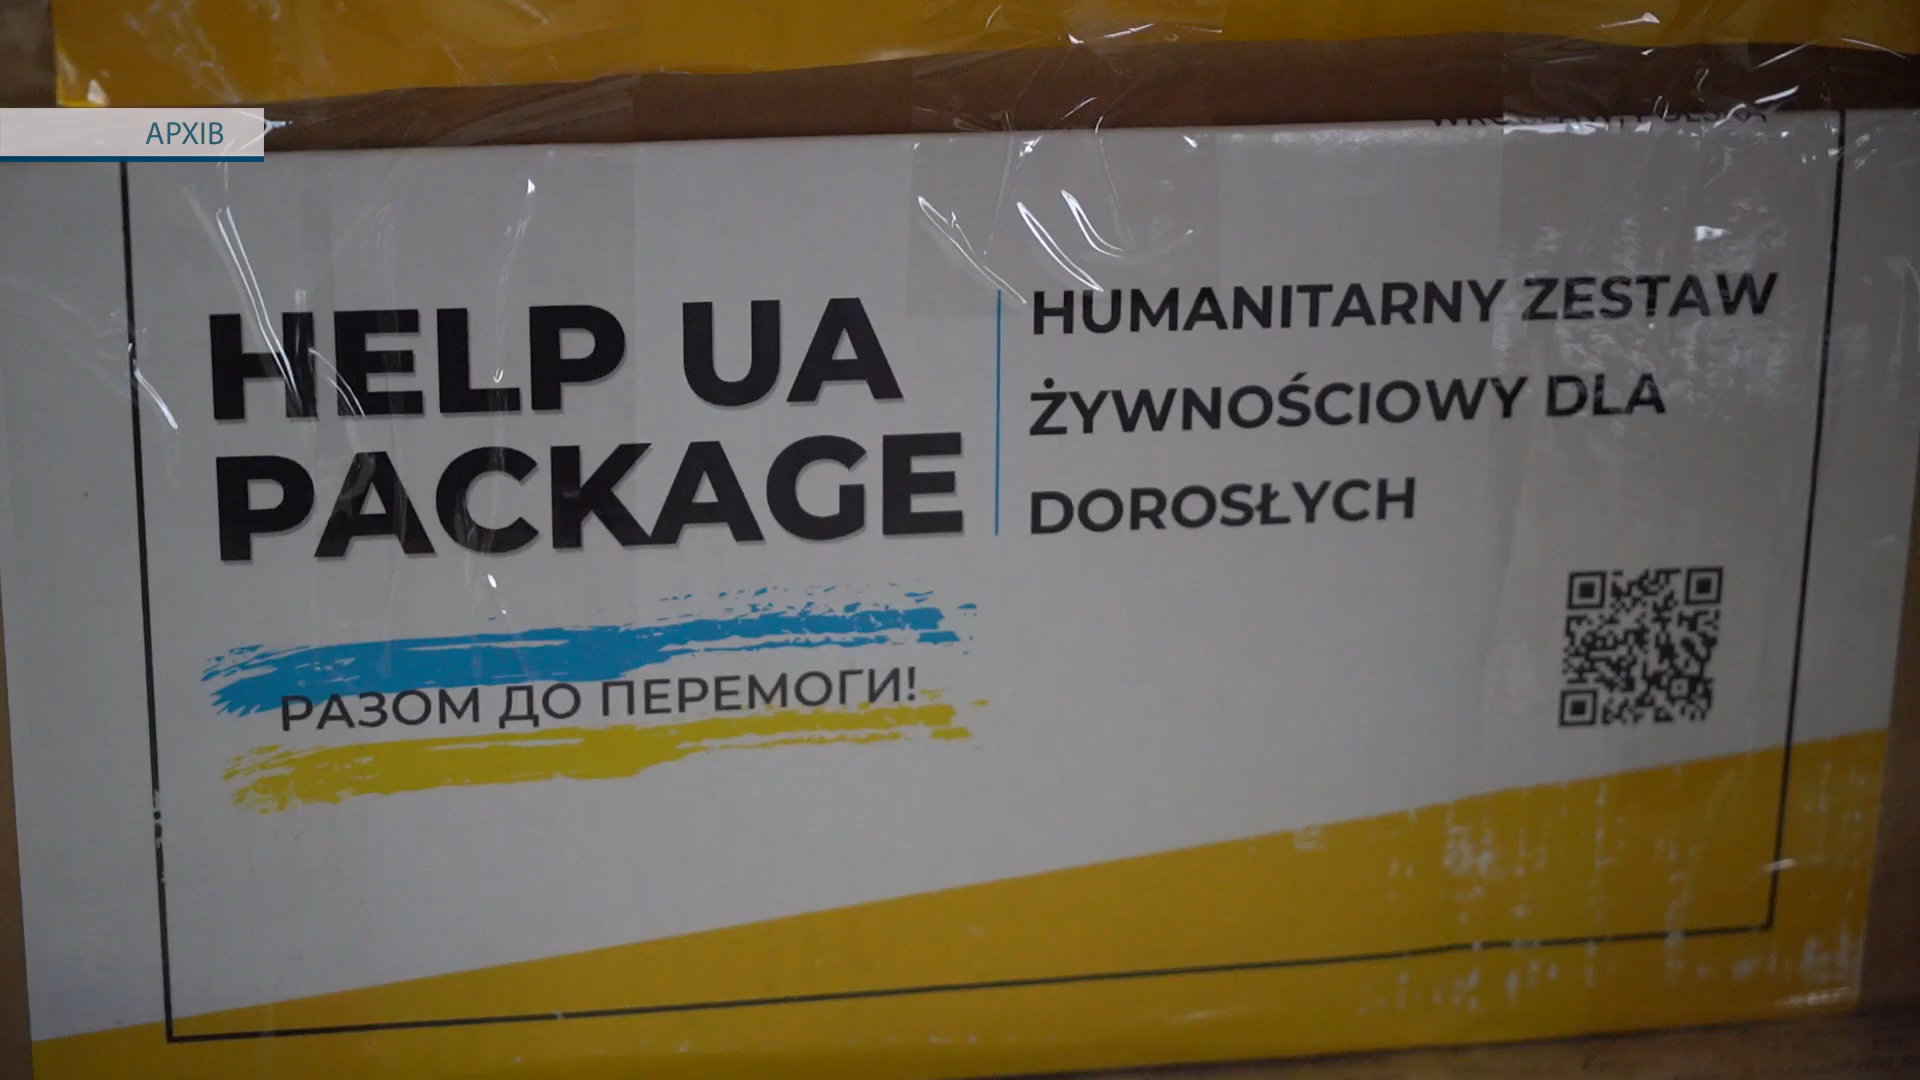 АРХІВ
HELP UA
PACKAGE
РАЗОМ ДО ПЕРЕМОГИ!
HUMANITARNY ZESTAW
ŻYWNOŚCIOWY DLA
DOROSŁYCH